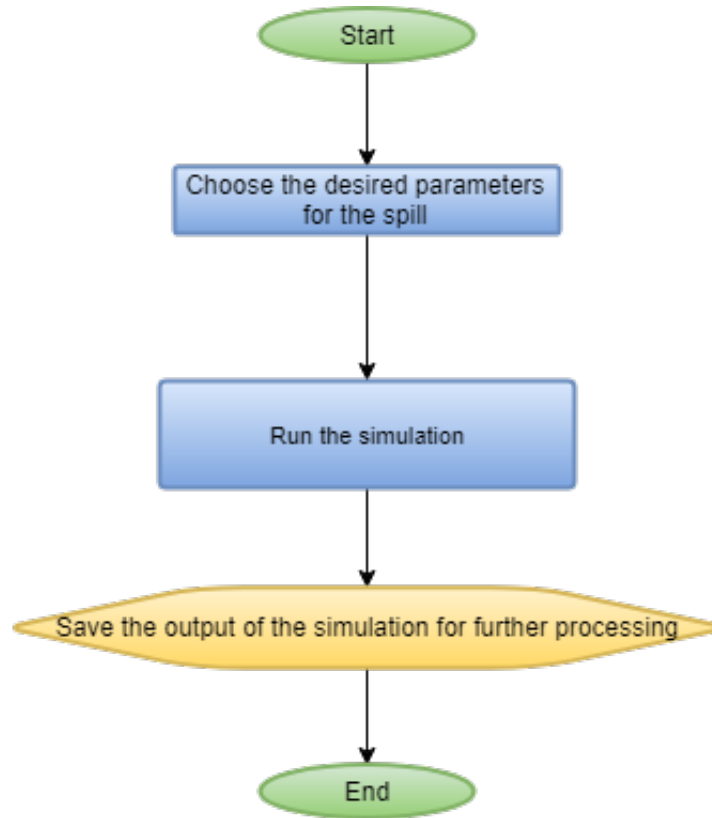 Start
Choose the desired parameters
for the spill
Run the simulation
Save the output of the simulation for further processing
End